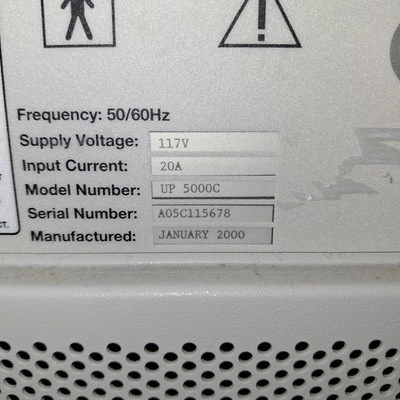 Frequency: 50/60Hz
Supply Voltage: 117V
Input Current: 20A
Model Number: UP 5000C
Serial Number: A05C115678
Manufactured: JANUARY 2000